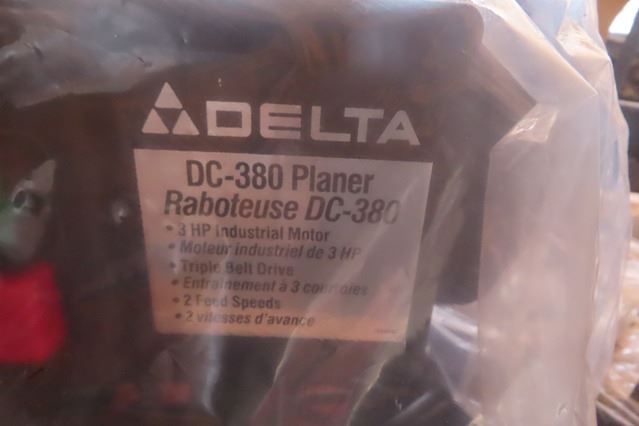 DELTA
DC-380 Planer
Raboteuse DC-380
• 3 HP Industrial Motor
• Moteur industriel de 3 HP
• Triple Belt Drive
• Entraînement à 3 courroies
• 2 Feed Speeds
• 2 vitesses d'avance